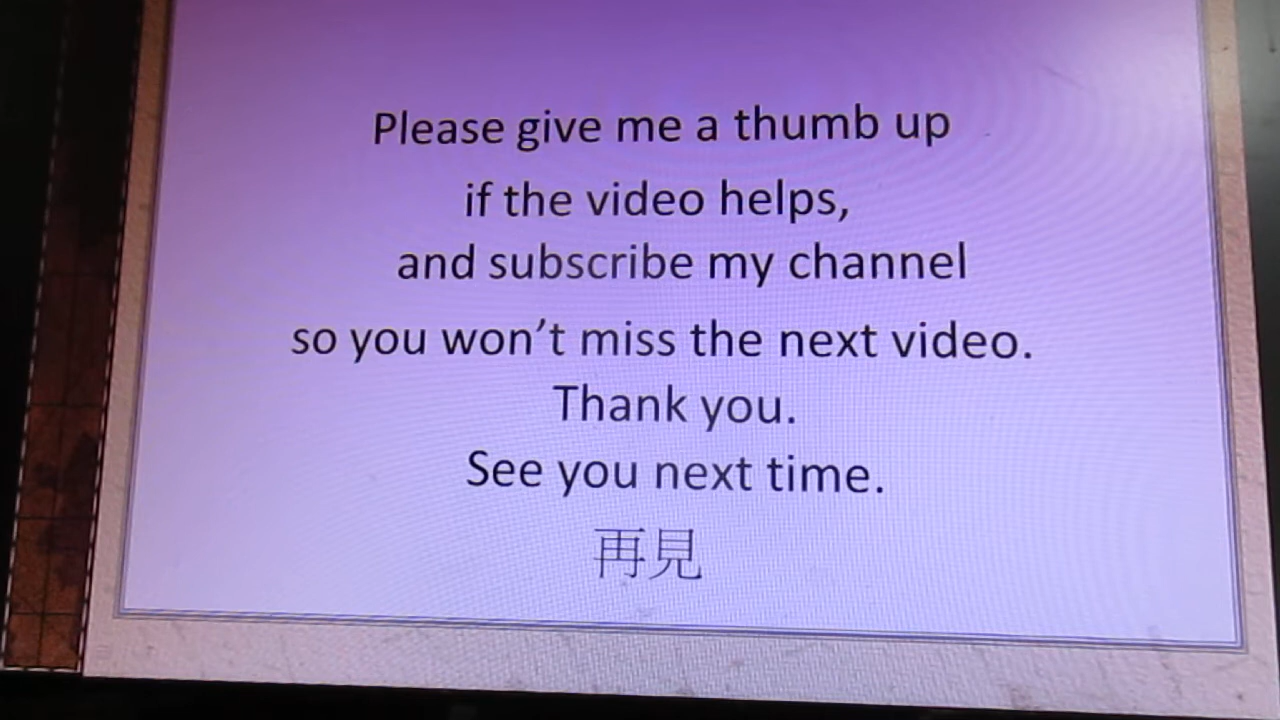 Please give me a thumb up
if the video helps,
and subscribe my channel
so you won’t miss the next video.
Thank you.
See you next time.
再見